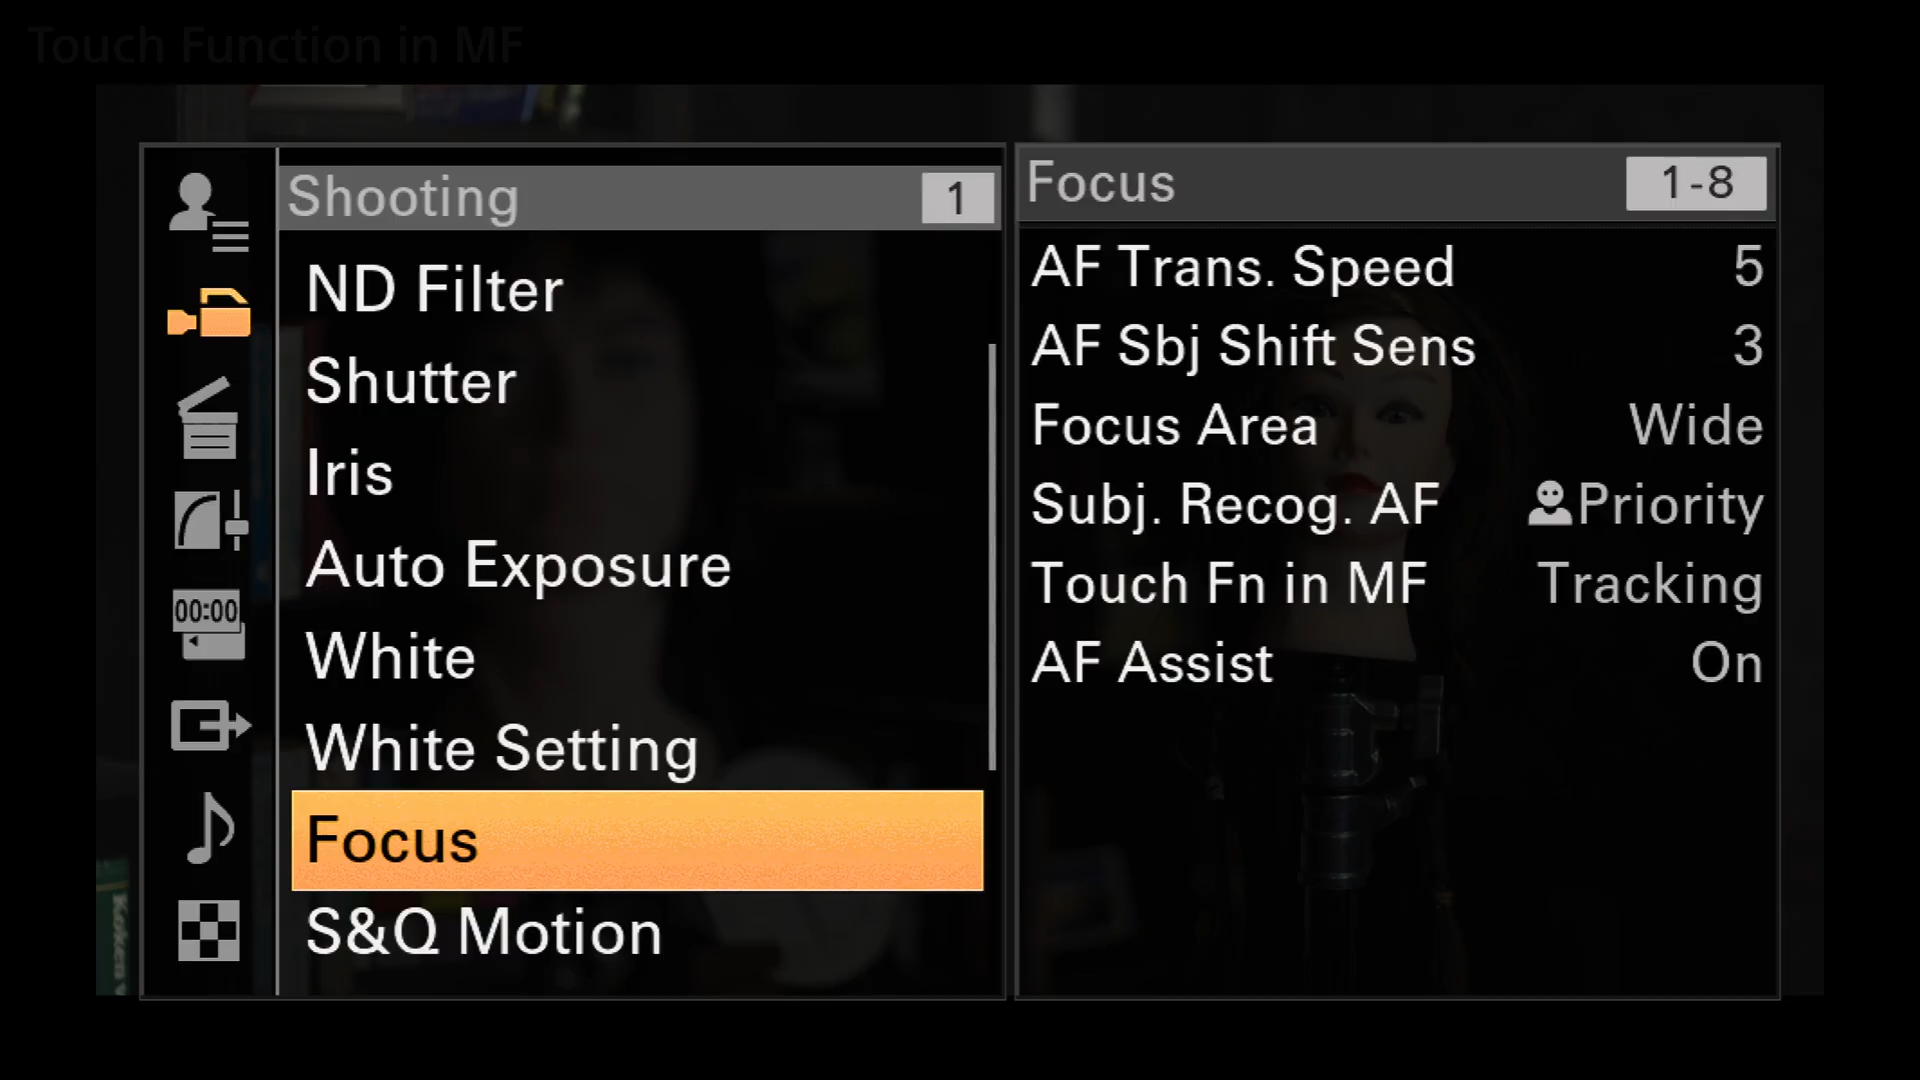 Touch Function in MF
Shooting 1
ND Filter
Shutter
Iris
Auto Exposure
White
White Setting
Focus
S&Q Motion
00:00
Focus 1-8
AF Trans. Speed 5
AF Sbj Shift Sens 3
Focus Area Wide
Subj. Recog. AF Priority
Touch Fn in MF Tracking
AF Assist On